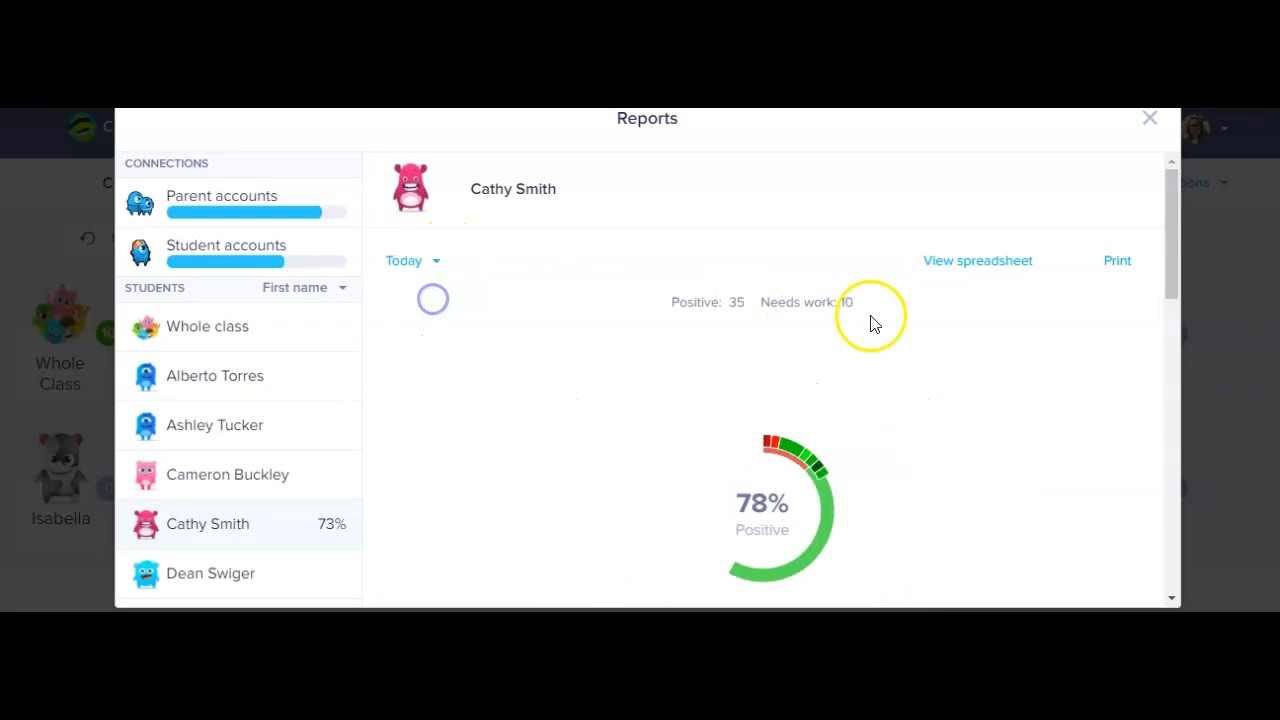 Reports
CONNECTIONS
Parent accounts
Student accounts
STUDENTS First name
Whole class
Alberto Torres
Ashley Tucker
Cameron Buckley
Cathy Smith 73%
Dean Swiger
Cathy Smith
Today View spreadsheet Print
Positive: 35 Needs work: 10
78%
Positive
Whole
Class
Isabella